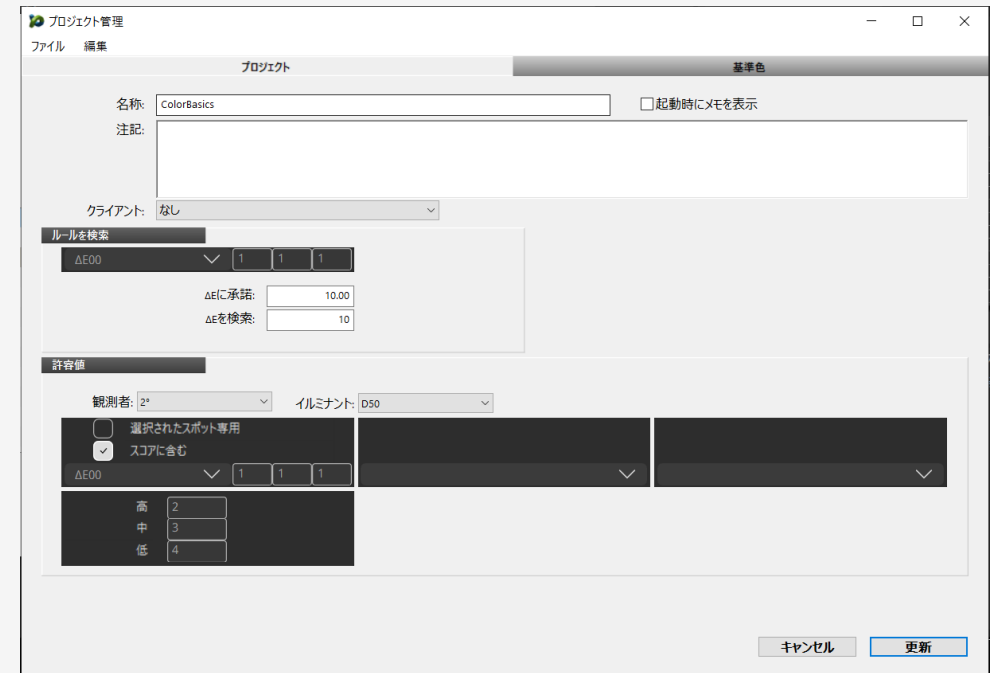 プロジェクト管理
ファイル 編集
プロジェクト 基準色
名称: ColorBasics 起動時にメモを表示
注記:
クライアント: なし
ルールを検索
ΔE00 1 1 1
ΔEに承諾: 10.00
ΔEを検索: 10
許容値
観測者: 2° イルミナント: D50
選択されたスポット専用
スコアに含む
ΔE00 1 1 1
高 2
中 3
低 4
キャンセル 更新